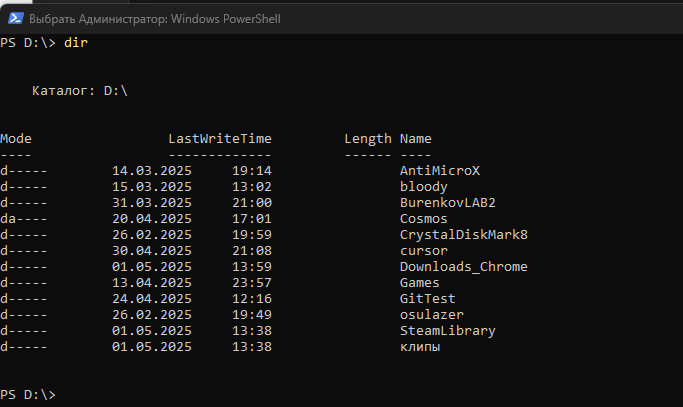 Выбрать Администратор: Windows PowerShell
PS D:\> dir
Каталог: D:\
Mode LastWriteTime Length Name
---- ------------- ------ ----
d----- 14.03.2025 19:14 AntiMicroX
d----- 15.03.2025 13:02 bloody
d----- 31.03.2025 21:00 BurenkovLAB2
da---- 20.04.2025 17:01 Cosmos
d----- 26.02.2025 19:59 CrystalDiskMark8
d----- 30.04.2025 21:08 cursor
d----- 01.05.2025 13:59 Downloads_Chrome
d----- 13.04.2025 23:57 Games
d----- 24.04.2025 12:16 GitTest
d----- 26.02.2025 19:49 osulazer
d----- 01.05.2025 13:38 SteamLibrary
d----- 01.05.2025 13:38 клипы
PS D:\>